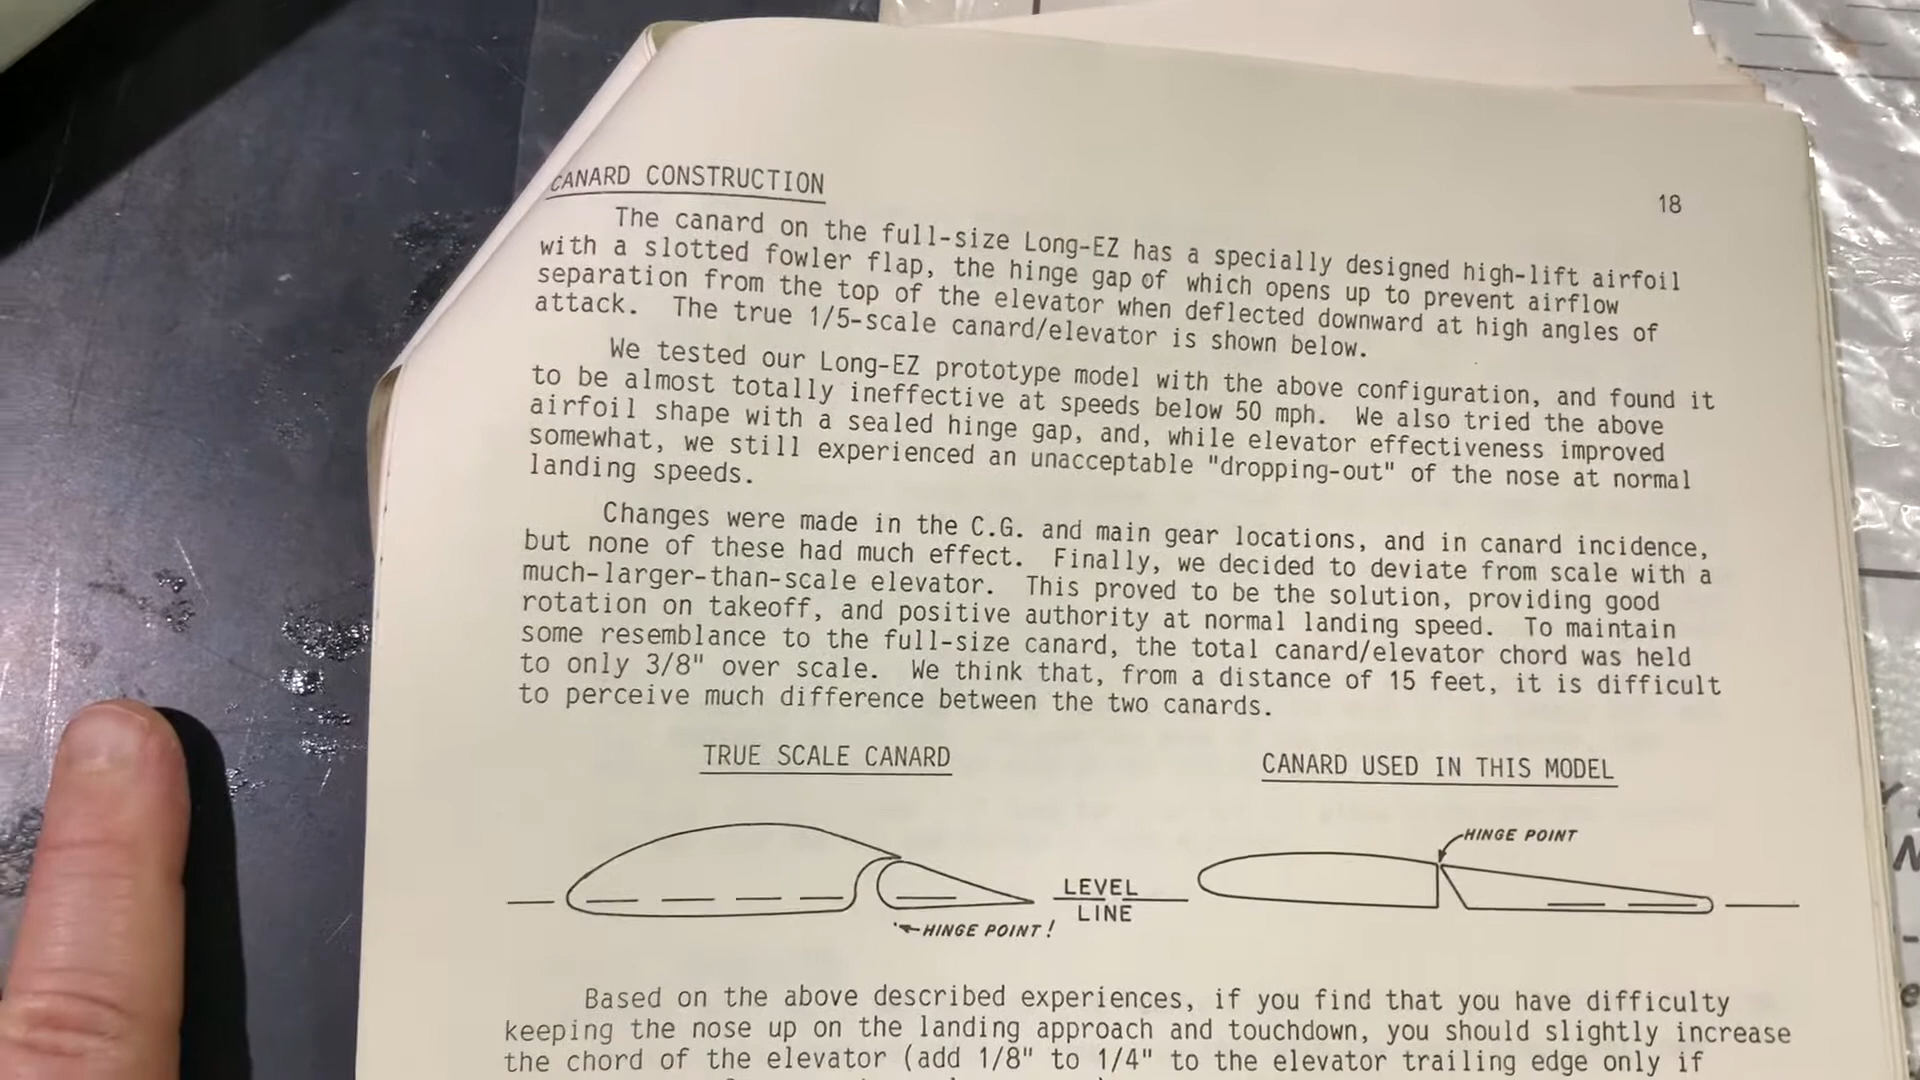 CANARD CONSTRUCTION
18
The canard on the full-size Long-EZ has a specially designed high-lift airfoil
with a slotted fowler flap, the hinge gap of which opens up to prevent airflow
separation from the top of the elevator when deflected downward at high angles of
attack. The true 1/5-scale canard/elevator is shown below.
We tested our Long-EZ prototype model with the above configuration, and found it
to be almost totally ineffective at speeds below 50 mph. We also tried the above
airfoil shape with a sealed hinge gap, and, while elevator effectiveness improved
somewhat, we still experienced an unacceptable "dropping-out" of the nose at normal
landing speeds.
Changes were made in the C.G. and main gear locations, and in canard incidence,
but none of these had much effect. Finally, we decided to deviate from scale with a
much-larger-than-scale elevator. This proved to be the solution, providing good
rotation on takeoff, and positive authority at normal landing speed. To maintain
some resemblance to the full-size canard, the total canard/elevator chord was held
to only 3/8" over scale. We think that, from a distance of 15 feet, it is difficult
to perceive much difference between the two canards.
TRUE SCALE CANARD
CANARD USED IN THIS MODEL
HINGE POINT
LEVEL
LINE
HINGE POINT!
Based on the above described experiences, if you find that you have difficulty
keeping the nose up on the landing approach and touchdown, you should slightly increase
the chord of the elevator (add 1/8" to 1/4" to the elevator trailing edge only if